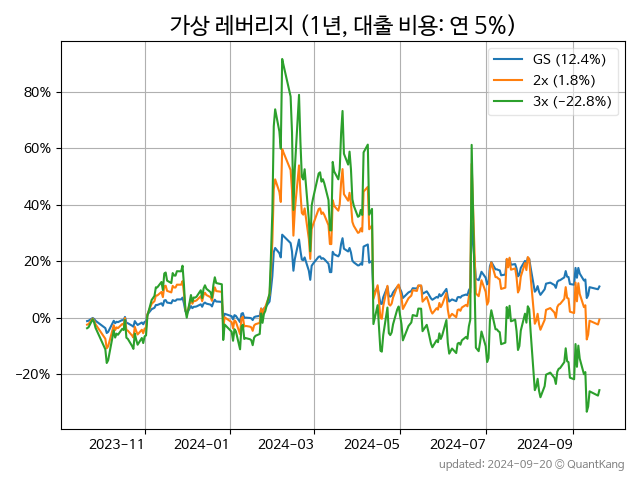 가상 레버리지 (1년, 대출 비용: 연 5%)
GS (12.4%)
2x (1.8%)
3x (−22.8%)
80%
60%
40%
20%
0%
−20%
2023-11
2024-01
2024-03
2024-05
2024-07
2024-09
updated: 2024-09-20 © QuantKang